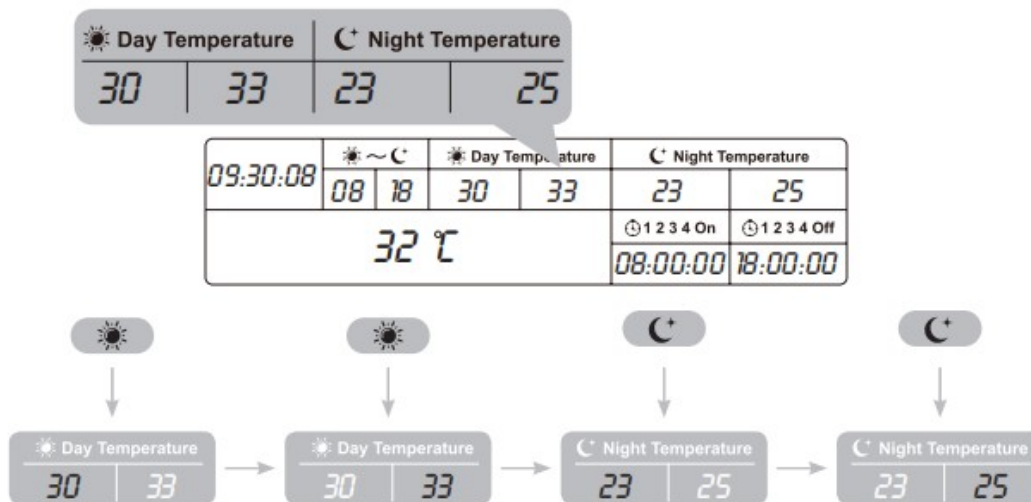 Day Temperature Night Temperature
30 33 23 25
09:30:08 ~ Day Temperature Night Temperature
08 18 30 33 23 25
32 ℃ 1 2 3 4 On 1 2 3 4 Off
08:00:00 18:00:00
Day Temperature Day Temperature Night Temperature Night Temperature
30 33 30 33 23 25 23 25